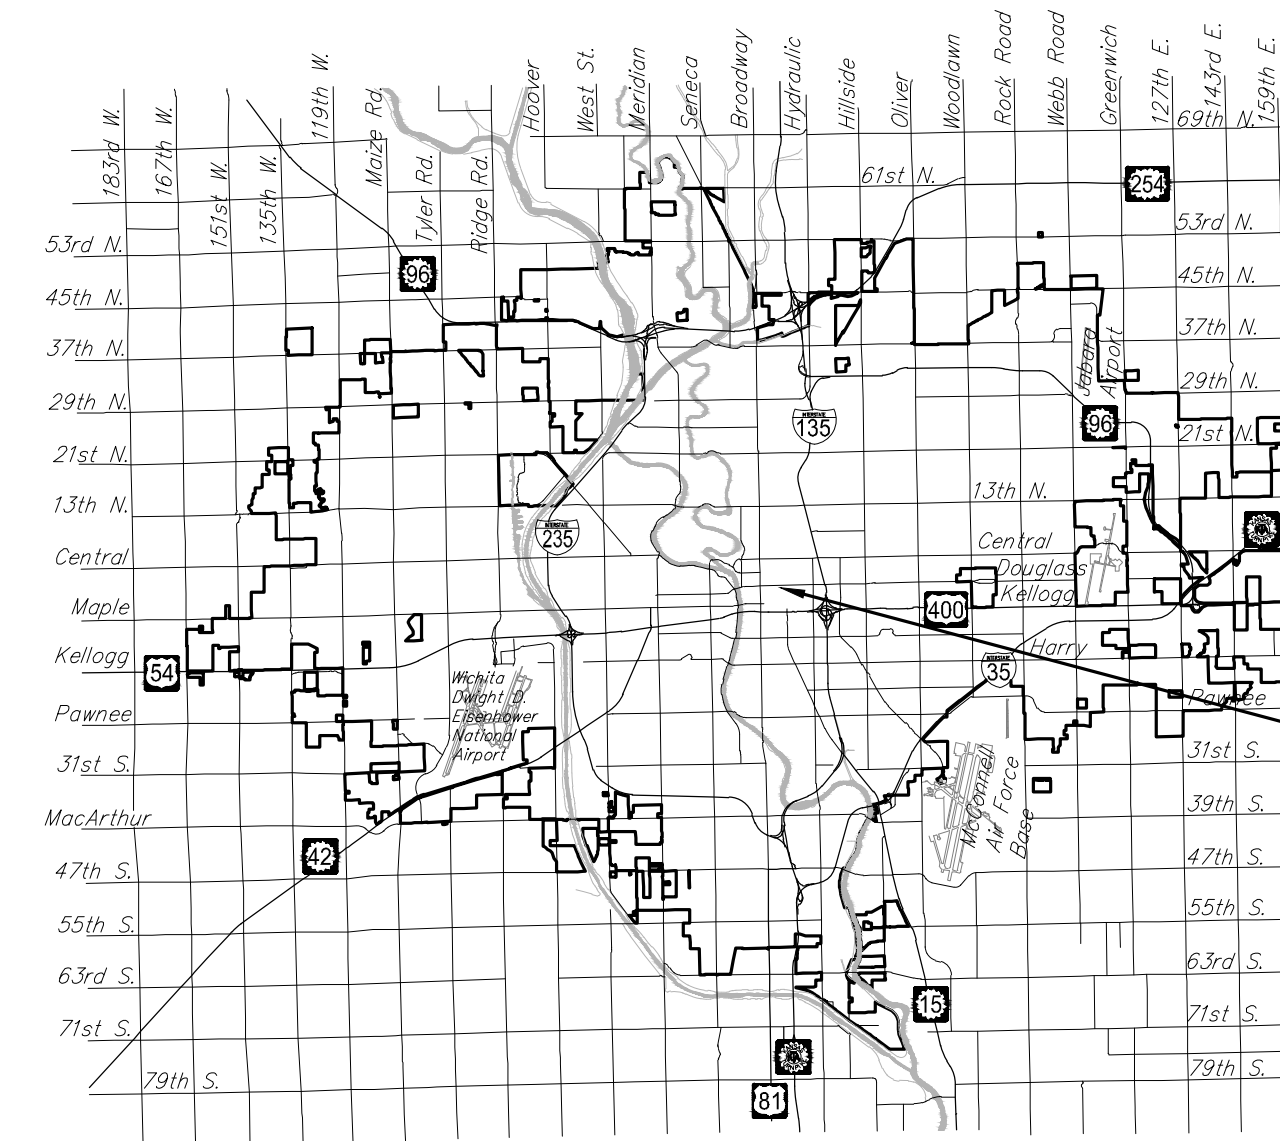 183rd W.
167th W.
151st W.
135th W.
119th W.
Maize Rd.
Tyler Rd.
Ridge Rd.
Hoover
West St.
Meridian
Seneca
Broadway
Hydraulic
Hillside
Oliver
Woodlawn
Rock Road
Webb Road
Greenwich
127th E.
143rd E.
159th E.
69th N.
61st N.
254
53rd N.
53rd N.
96
45th N.
45th N.
37th N.
37th N.
Jabara
Airport
29th N.
29th N.
INTERSTATE
135
96
21st N.
21st N.
13th N.
13th N.
INTERSTATE
235
Central
Central
Douglass
Kellogg
Maple
400
Harry
Kellogg
54
INTERSTATE
35
Wichita
Dwight D.
Eisenhower
National
Airport
Pawnee
Pawnee
31st S.
31st S.
McConnell
Air Force
Base
MacArthur
39th S.
42
47th S.
47th S.
55th S.
55th S.
63rd S.
63rd S.
15
71st S.
71st S.
79th S.
79th S.
81